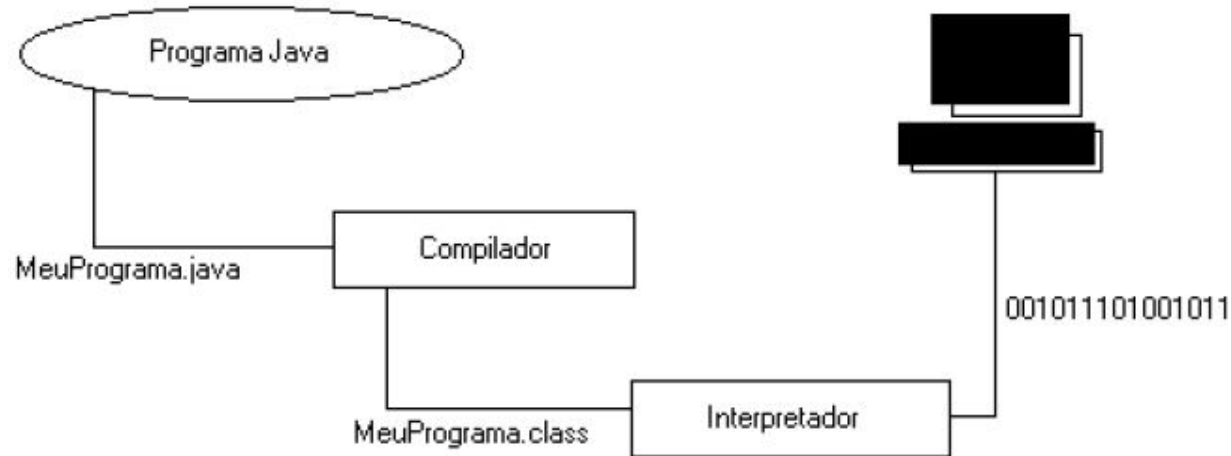 Programa Java
MeuPrograma.java
Compilador
MeuPrograma.class
Interpretador
001011101001011